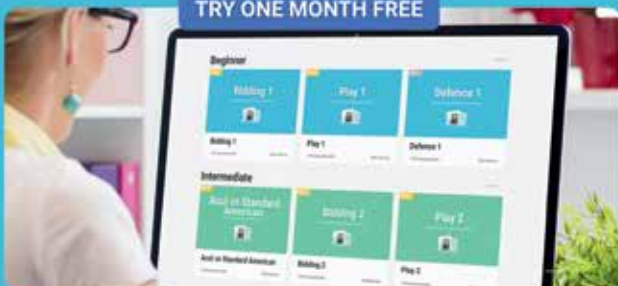 TRY ONE MONTH FREE
Beginner
Bidding 1
Play 1
Defence 1
Bidding 1
Play 1
Defence 1
Intermediate
Acol or Standard
American
Bidding 2
Play 2
Acol or Standard American
Bidding 2
Play 2